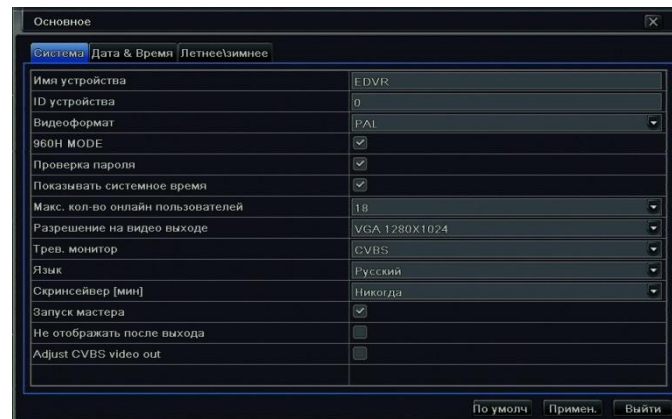 Основное
Система Дата & Время Летнее\зимнее
Имя устройства EDVR
ID устройства 0
Видеоформат PAL
960H MODE
Проверка пароля
Показывать системное время
Макс. кол-во онлайн пользователей 18
Разрешение на видео выходе VGA 1280X1024
Трев. монитор CVBS
Язык Русский
Скринсейвер [мин] Никогда
Запуск мастера
Не отображать после выхода
Adjust CVBS video out
По умолч Примен. Выйти